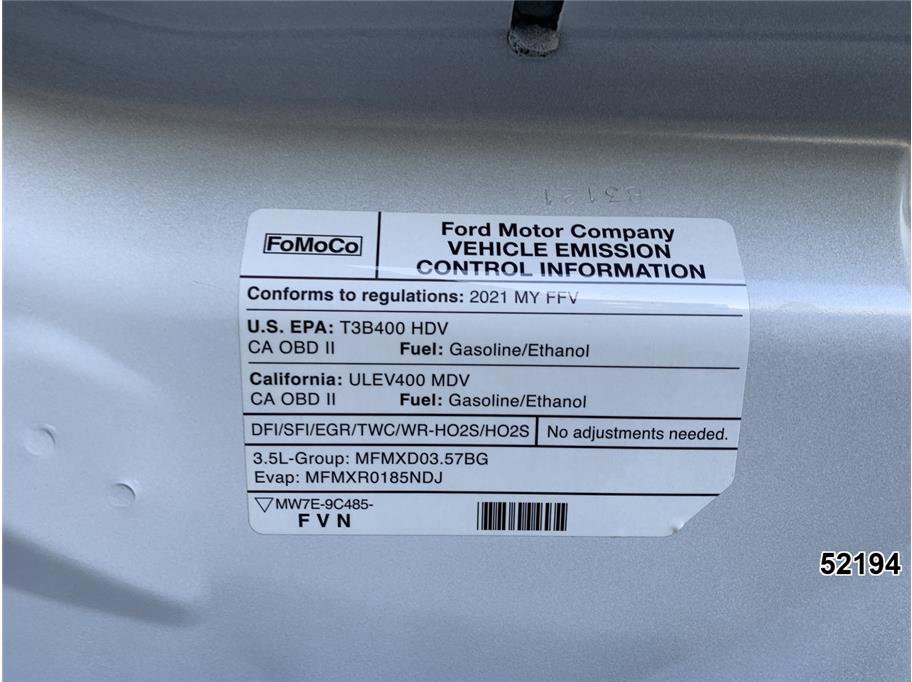 B3121
FoMoCo
Ford Motor Company
VEHICLE EMISSION
CONTROL INFORMATION
Conforms to regulations: 2021 MY FFV
U.S. EPA: T3B400 HDV
CA OBD II Fuel: Gasoline/Ethanol
California: ULEV400 MDV
CA OBD II Fuel: Gasoline/Ethanol
DFI/SFI/EGR/TWC/WR-HO2S/HO2S
No adjustments needed.
3.5L-Group: MFMXD03.57BG
Evap: MFMXR0185NDJ
MW7E-9C485-
F V N
52194